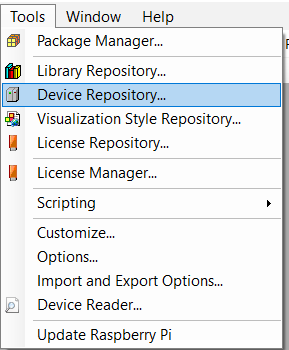 Tools Window Help
Package Manager...
Library Repository...
Device Repository...
Visualization Style Repository...
License Repository...
License Manager...
Scripting
Customize...
Options...
Import and Export Options...
Device Reader...
Update Raspberry Pi